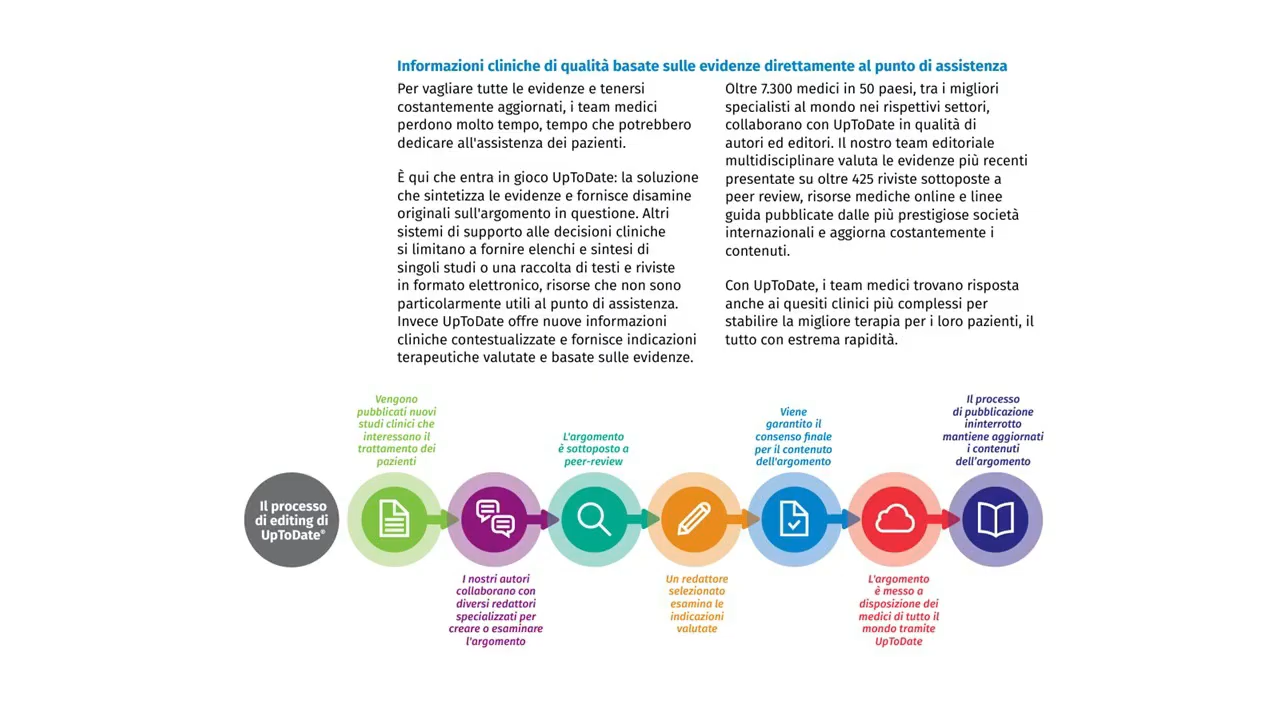 Informazioni cliniche di qualità basate sulle evidenze direttamente al punto di assistenza
Per vagliare tutte le evidenze e tenersi
costantemente aggiornati, i team medici
perdono molto tempo, tempo che potrebbero
dedicare all'assistenza dei pazienti.
È qui che entra in gioco UpToDate: la soluzione
che sintetizza le evidenze e fornisce disamine
originali sull'argomento in questione. Altri
sistemi di supporto alle decisioni cliniche
si limitano a fornire elenchi e sintesi di
singoli studi o una raccolta di testi e riviste
in formato elettronico, risorse che non sono
particolarmente utili al punto di assistenza.
Invece UpToDate offre nuove informazioni
cliniche contestualizzate e fornisce indicazioni
terapeutiche valutate e basate sulle evidenze.
Oltre 7.300 medici in 50 paesi, tra i migliori
specialisti al mondo nei rispettivi settori,
collaborano con UpToDate in qualità di
autori ed editori. Il nostro team editoriale
multidisciplinare valuta le evidenze più recenti
presentate su oltre 425 riviste sottoposte a
peer review, risorse mediche online e linee
guida pubblicate dalle più prestigiose società
internazionali e aggiorna costantemente i
contenuti.
Con UpToDate, i team medici trovano risposta
anche ai quesiti clinici più complessi per
stabilire la migliore terapia per i loro pazienti, il
tutto con estrema rapidità.
Il processo
di editing di
UpToDate®
Vengono
pubblicati nuovi
studi clinici che
interessano il
trattamento dei
pazienti
I nostri autori
collaborano con
diversi redattori
specializzati per
creare o esaminare
l'argomento
L'argomento
è sottoposto a
peer-review
Un redattore
selezionato
esamina le
indicazioni
valutate
Viene
garantito il
consenso finale
per il contenuto
dell'argomento
L'argomento
è messo a
disposizione dei
medici di tutto il
mondo tramite
UpToDate
Il processo
di pubblicazione
ininterrotto
mantiene aggiornati
i contenuti
dell'argomento